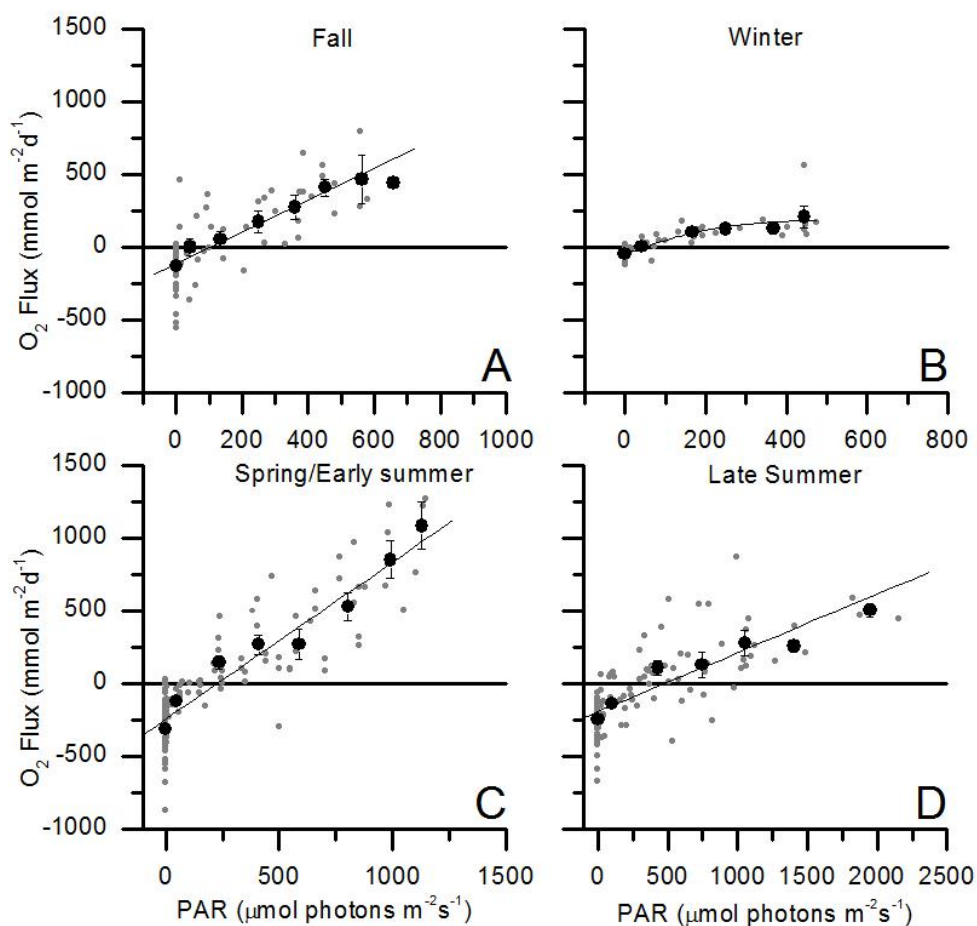 Fall
Winter
1500
1000
500
0
-500
-1000
O2 Flux (mmol m-2d-1)
A
B
0 200 400 600 800 1000
0 200 400 600 800
Spring/Early summer
Late Summer
1500
1000
500
0
-500
-1000
O2 Flux (mmol m-2d-1)
C
D
0 500 1000 1500
0 500 1000 1500 2000 2500
PAR (μmol photons m-2s-1)
PAR (μmol photons m-2s-1)